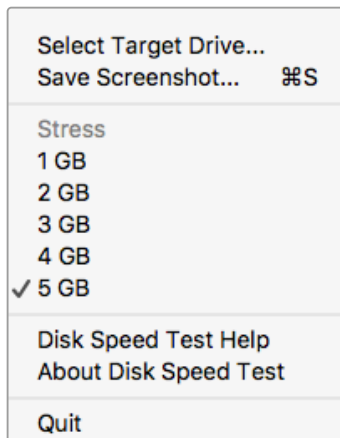 Select Target Drive...
Save Screenshot... ⌘S
Stress
1 GB
2 GB
3 GB
4 GB
✓ 5 GB
Disk Speed Test Help
About Disk Speed Test
Quit